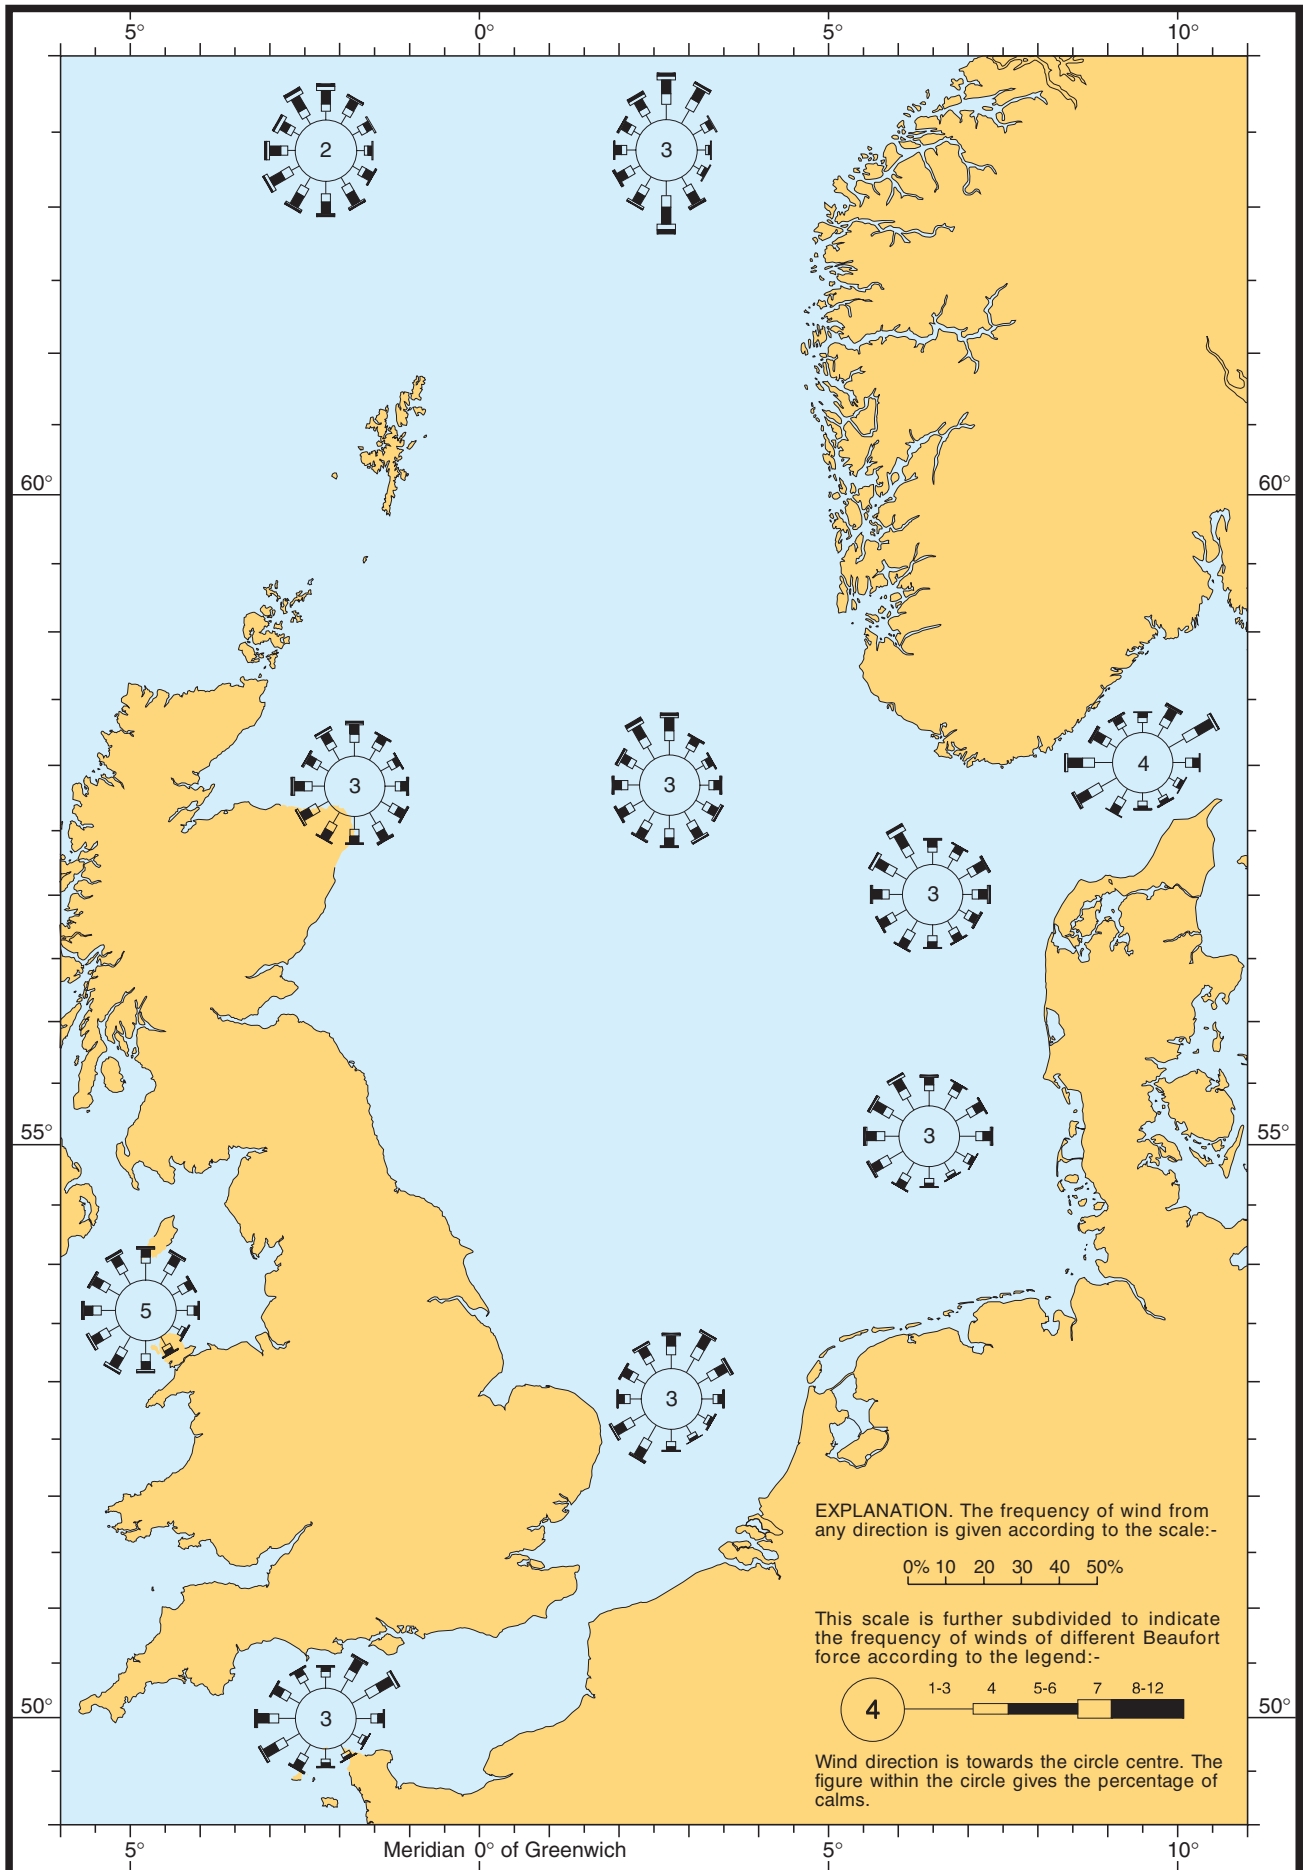 5° 0° 5° 10°
2 3
60° 60°
3 3 4
3
3
55° 55°
5
3
EXPLANATION. The frequency of wind from
any direction is given according to the scale:-
0% 10 20 30 40 50%
This scale is further subdivided to indicate
the frequency of winds of different Beaufort
force according to the legend:-
1-3 4 5-6 7 8-12
4
3
50° 50°
Wind direction is towards the circle centre. The
figure within the circle gives the percentage of
calms.
5° Meridian 0° of Greenwich 5° 10°